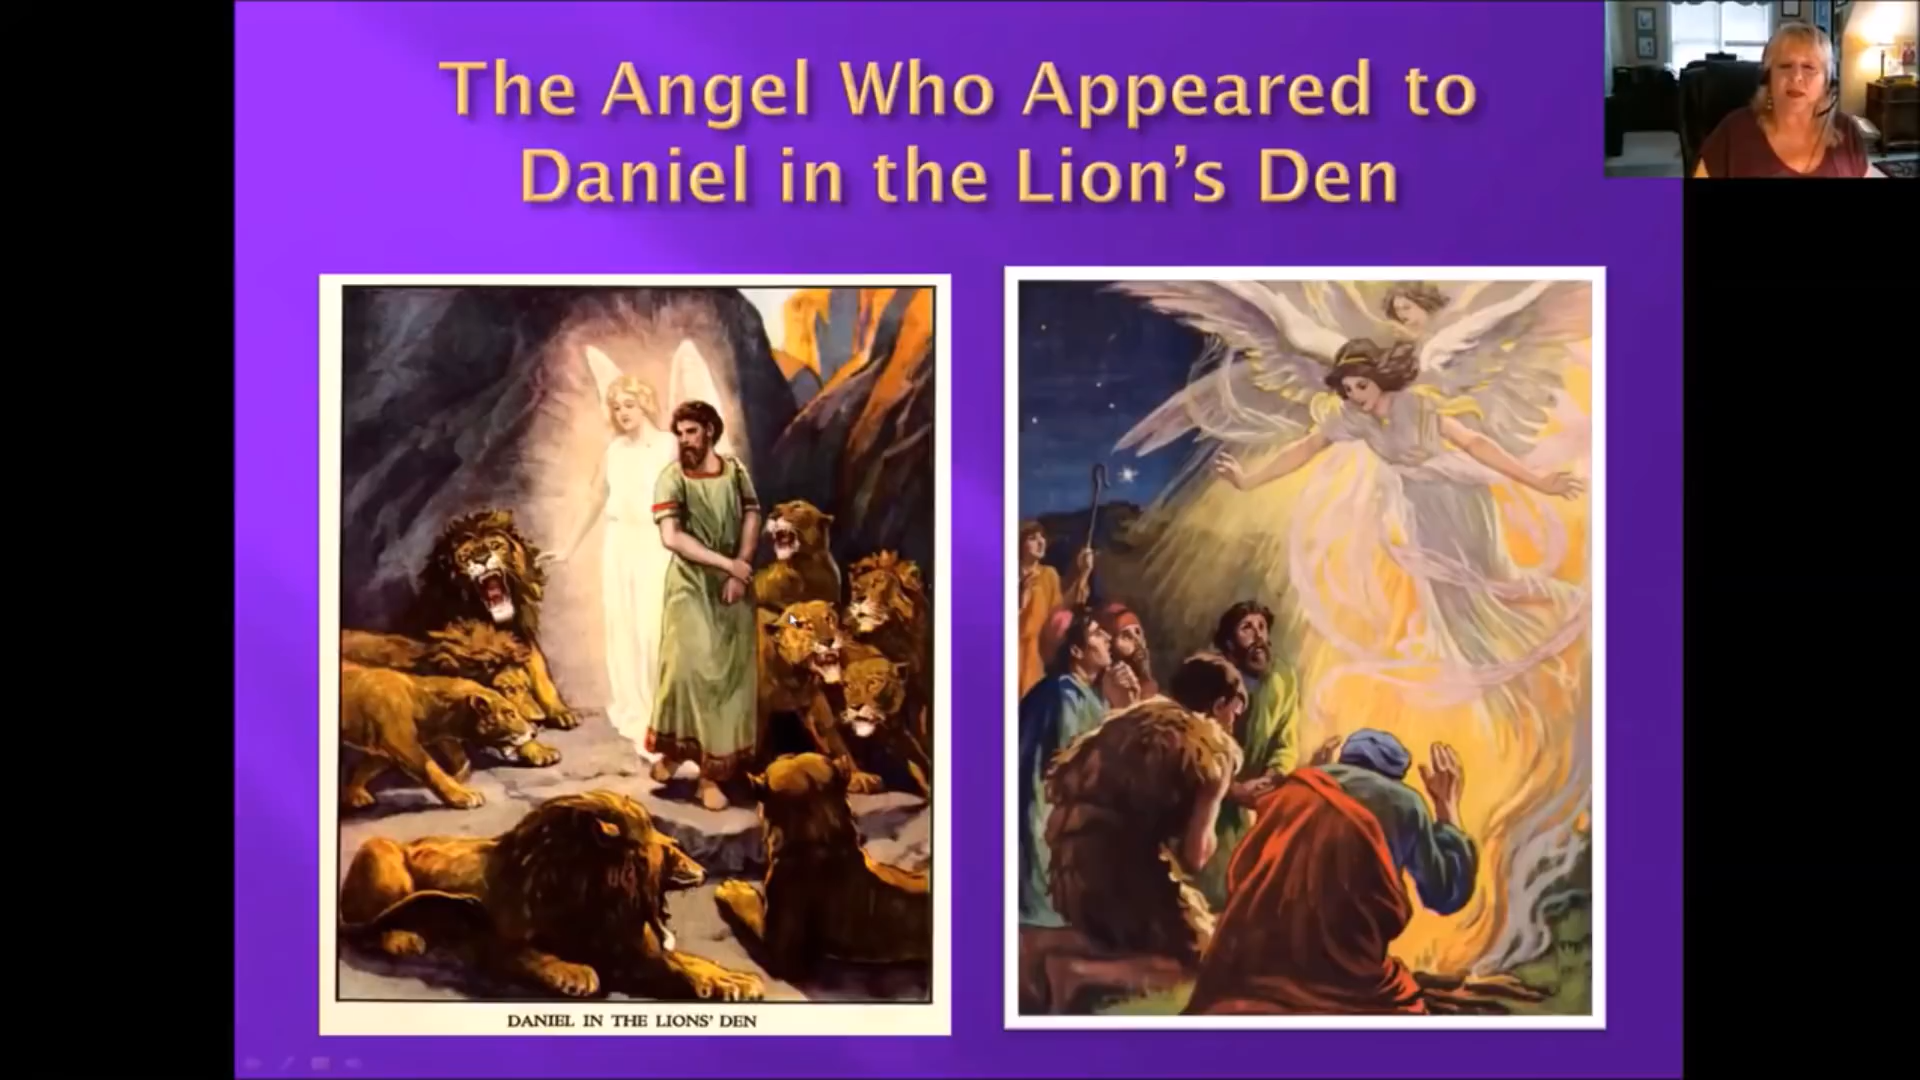 The Angel Who Appeared to
Daniel in the Lion’s Den
DANIEL IN THE LIONS' DEN